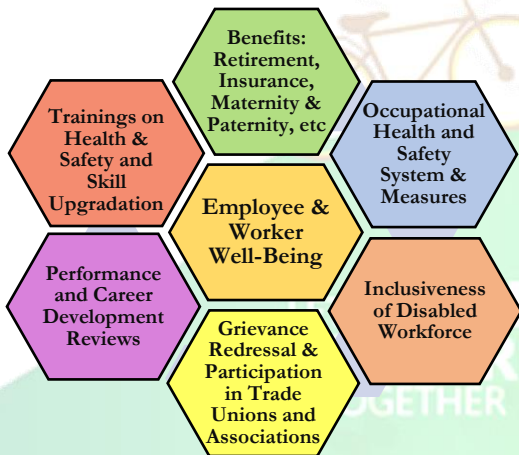 Benefits:
Retirement,
Insurance,
Maternity &
Paternity, etc
Trainings on
Health &
Safety and
Skill
Upgradation
Occupational
Health and
Safety
System &
Measures
Employee &
Worker
Well-Being
Performance
and Career
Development
Reviews
Inclusiveness
of Disabled
Workforce
Grievance
Redressal &
Participation
in Trade
Unions and
Associations
OGETHER